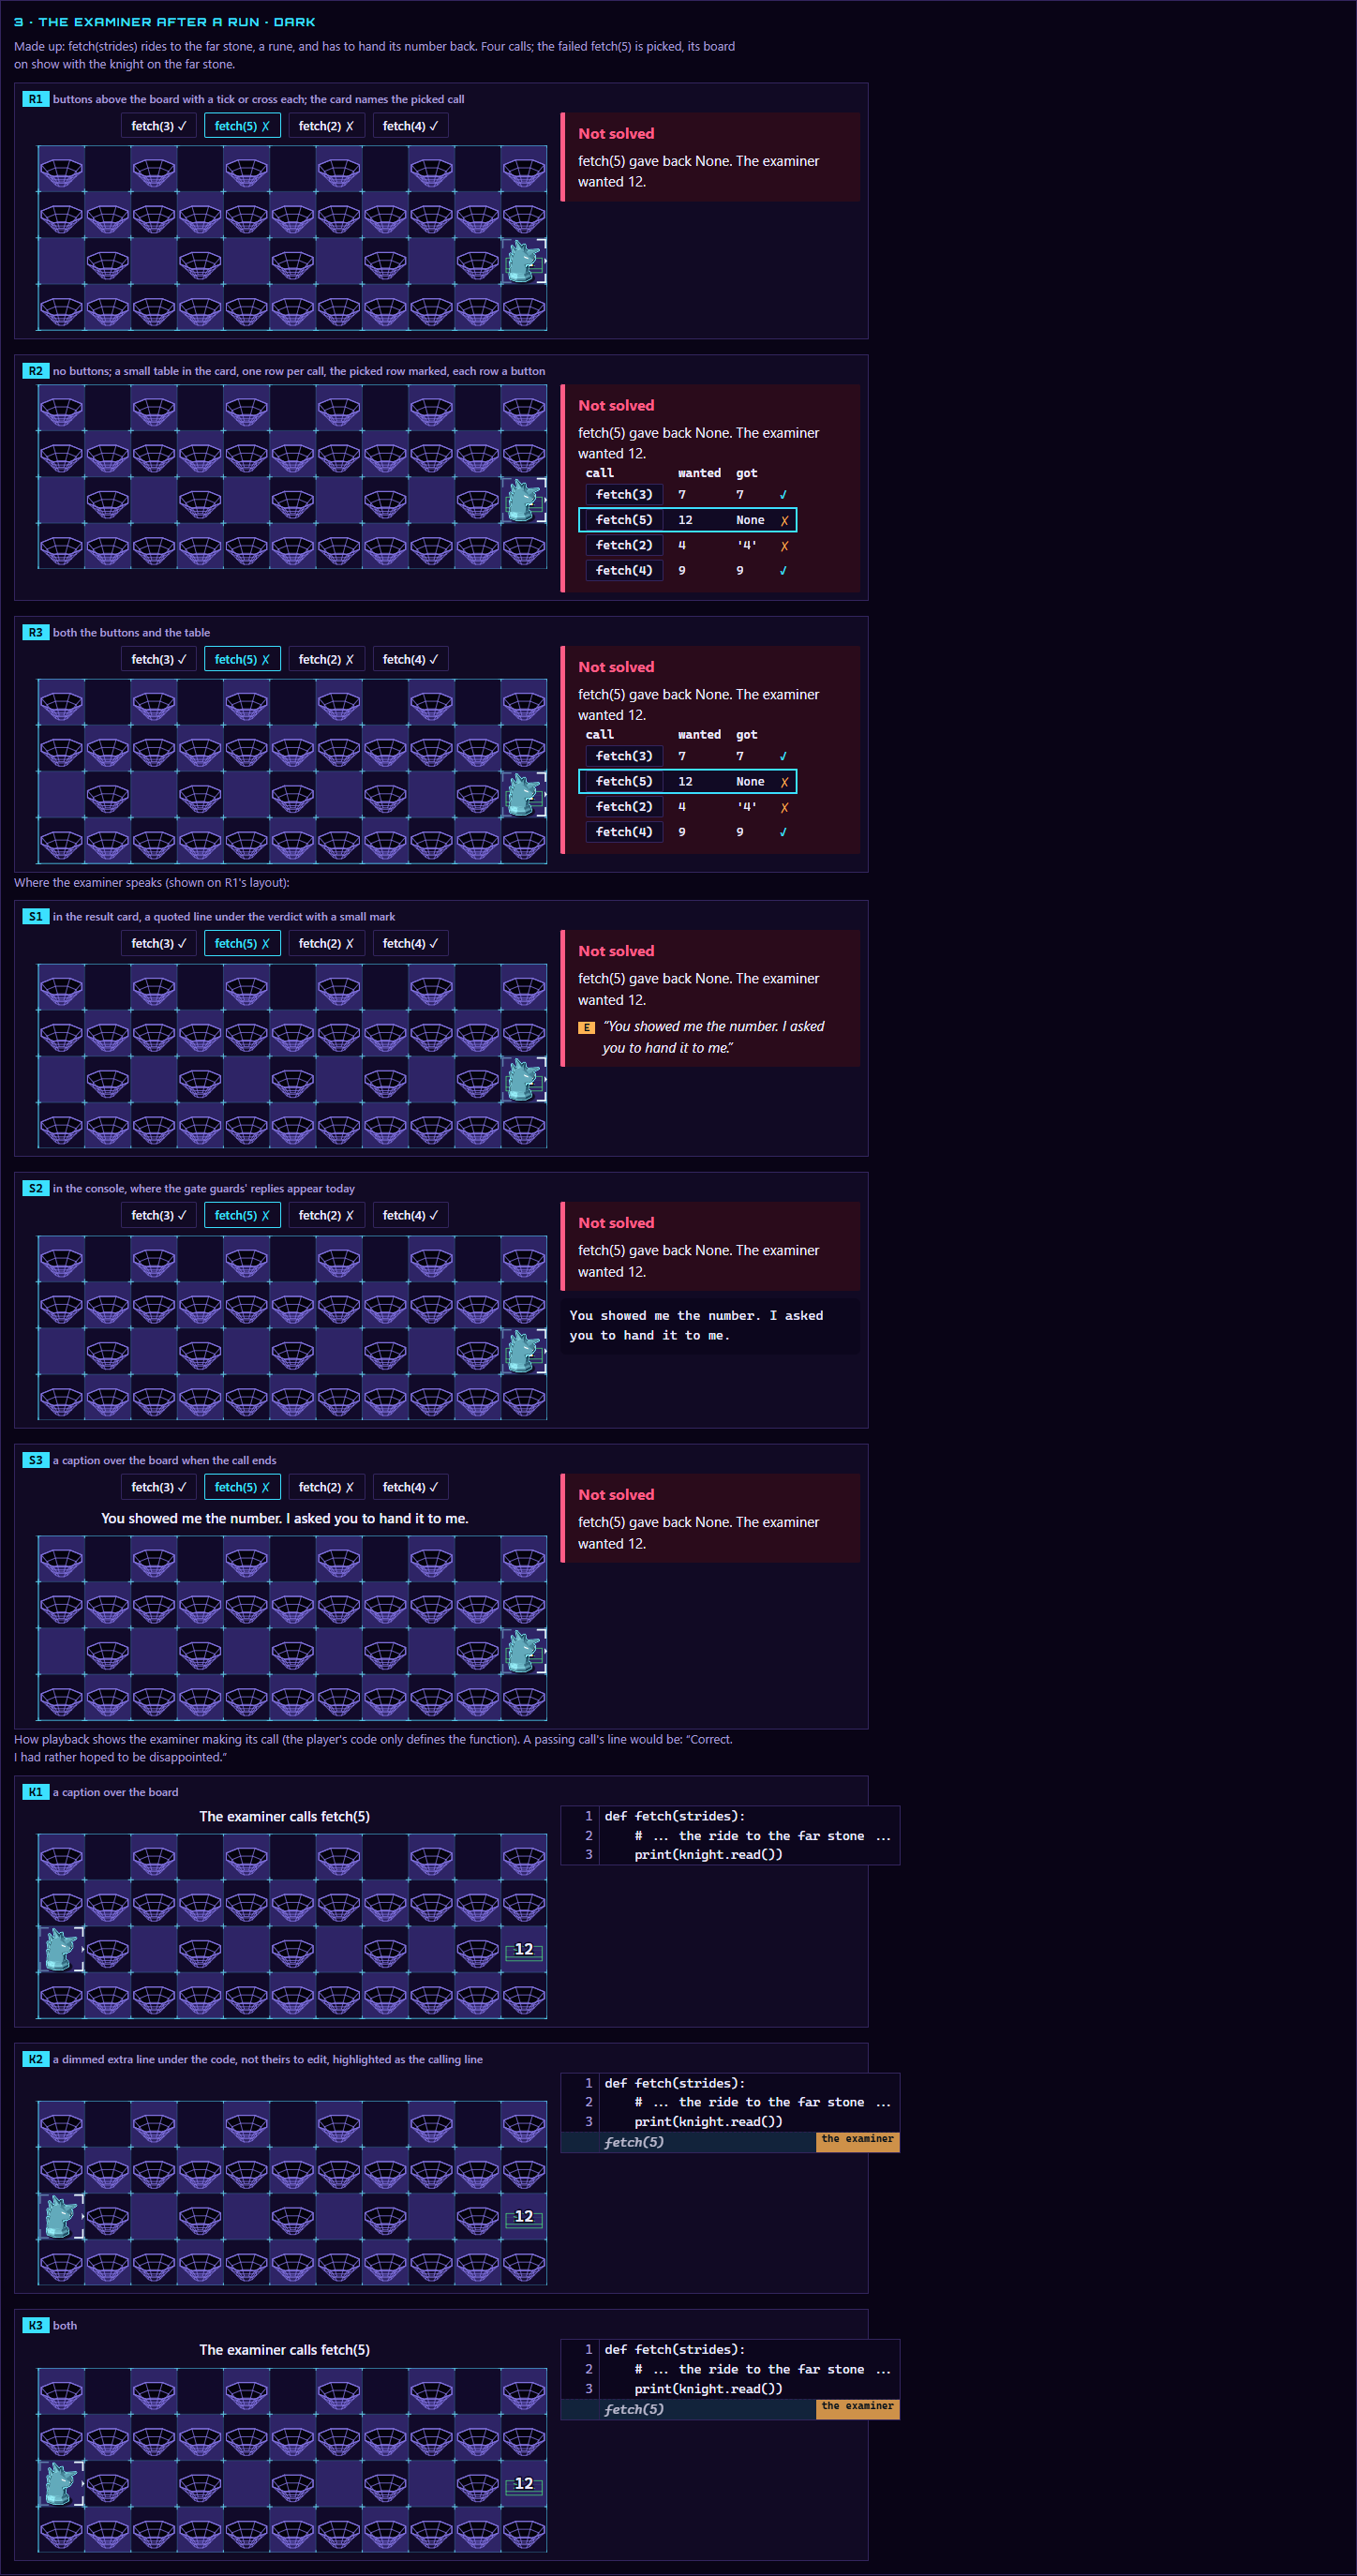 3 · THE EXAMINER AFTER A RUN · DARK
Made up: fetch(strides) rides to the far stone, a rune, and has to hand its number back. Four calls; the failed fetch(5) is picked, its board
on show with the knight on the far stone.
R1 buttons above the board with a tick or cross each; the card names the picked call
fetch(3) ✓ fetch(5) ✗ fetch(2) ✗ fetch(4) ✓
Not solved
fetch(5) gave back None. The examiner
wanted 12.
R2 no buttons; a small table in the card, one row per call, the picked row marked, each row a button
Not solved
fetch(5) gave back None. The examiner
wanted 12.
call wanted got
fetch(3) 7 7 ✓
fetch(5) 12 None ✗
fetch(2) 4 '4' ✗
fetch(4) 9 9 ✓
R3 both the buttons and the table
fetch(3) ✓ fetch(5) ✗ fetch(2) ✗ fetch(4) ✓
Not solved
fetch(5) gave back None. The examiner
wanted 12.
call wanted got
fetch(3) 7 7 ✓
fetch(5) 12 None ✗
fetch(2) 4 '4' ✗
fetch(4) 9 9 ✓
Where the examiner speaks (shown on R1's layout):
S1 in the result card, a quoted line under the verdict with a small mark
fetch(3) ✓ fetch(5) ✗ fetch(2) ✗ fetch(4) ✓
Not solved
fetch(5) gave back None. The examiner
wanted 12.
E “You showed me the number. I asked
you to hand it to me.”
S2 in the console, where the gate guards' replies appear today
fetch(3) ✓ fetch(5) ✗ fetch(2) ✗ fetch(4) ✓
Not solved
fetch(5) gave back None. The examiner
wanted 12.
You showed me the number. I asked
you to hand it to me.
S3 a caption over the board when the call ends
fetch(3) ✓ fetch(5) ✗ fetch(2) ✗ fetch(4) ✓
You showed me the number. I asked you to hand it to me.
Not solved
fetch(5) gave back None. The examiner
wanted 12.
How playback shows the examiner making its call (the player's code only defines the function). A passing call's line would be: “Correct.
I had rather hoped to be disappointed.”
K1 a caption over the board
The examiner calls fetch(5)
12
1 def fetch(strides):
2 # ... the ride to the far stone ...
3 print(knight.read())
K2 a dimmed extra line under the code, not theirs to edit, highlighted as the calling line
12
1 def fetch(strides):
2 # ... the ride to the far stone ...
3 print(knight.read())
fetch(5) the examiner
K3 both
The examiner calls fetch(5)
12
1 def fetch(strides):
2 # ... the ride to the far stone ...
3 print(knight.read())
fetch(5) the examiner